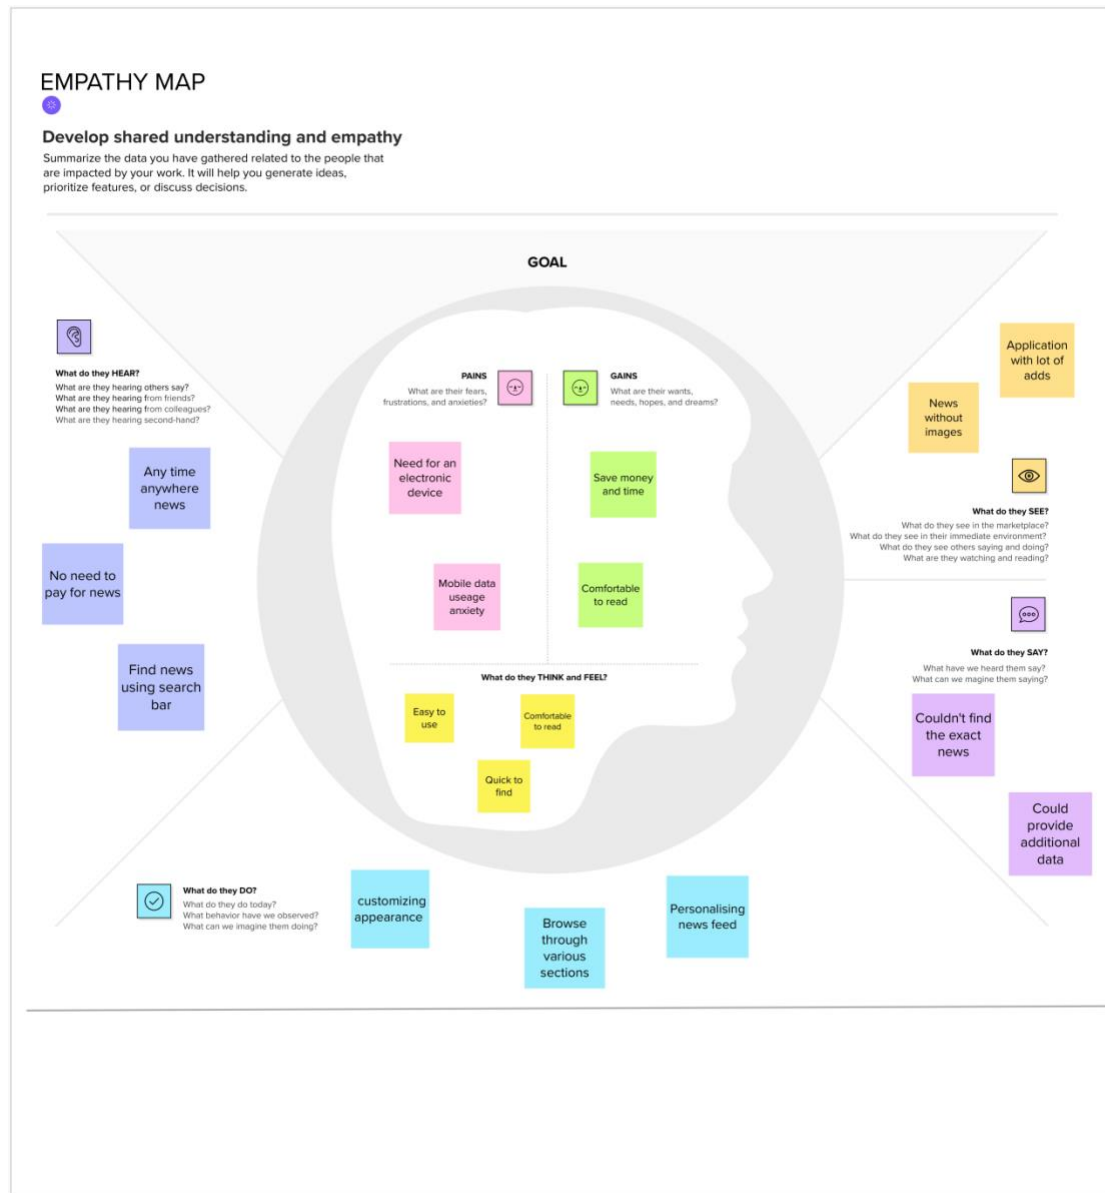 EMPATHY MAP
Develop shared understanding and empathy
Summarize the data you have gathered related to the people that
are impacted by your work. It will help you generate ideas,
prioritize features, or discuss decisions.
GOAL
What do they HEAR?
What are they hearing others say?
What are they hearing from friends?
What are they hearing from colleagues?
What are they hearing second-hand?
Any time
anywhere
news
No need to
pay for news
Find news
using search
bar
PAINS
What are their fears,
frustrations, and anxieties?
Need for an
electronic
device
Mobile data
useage
anxiety
GAINS
What are their wants,
needs, hopes, and dreams?
Save money
and time
Comfortable
to read
What do they THINK and FEEL?
Easy to
use
Comfortable
to read
Quick to
find
Application
with lot of
adds
News
without
images
What do they SEE?
What do they see in the marketplace?
What do they see in their immediate environment?
What do they see others saying and doing?
What are they watching and reading?
What do they SAY?
What have we heard them say?
What can we magine them saying?
Couldn't find
the exact
news
Could
provide
additional
data
What do they DO?
What do they do today?
What behavior have we observed?
What can we imagine them doing?
customizing
appearance
Browse
through
various
sections
Personalising
news feed